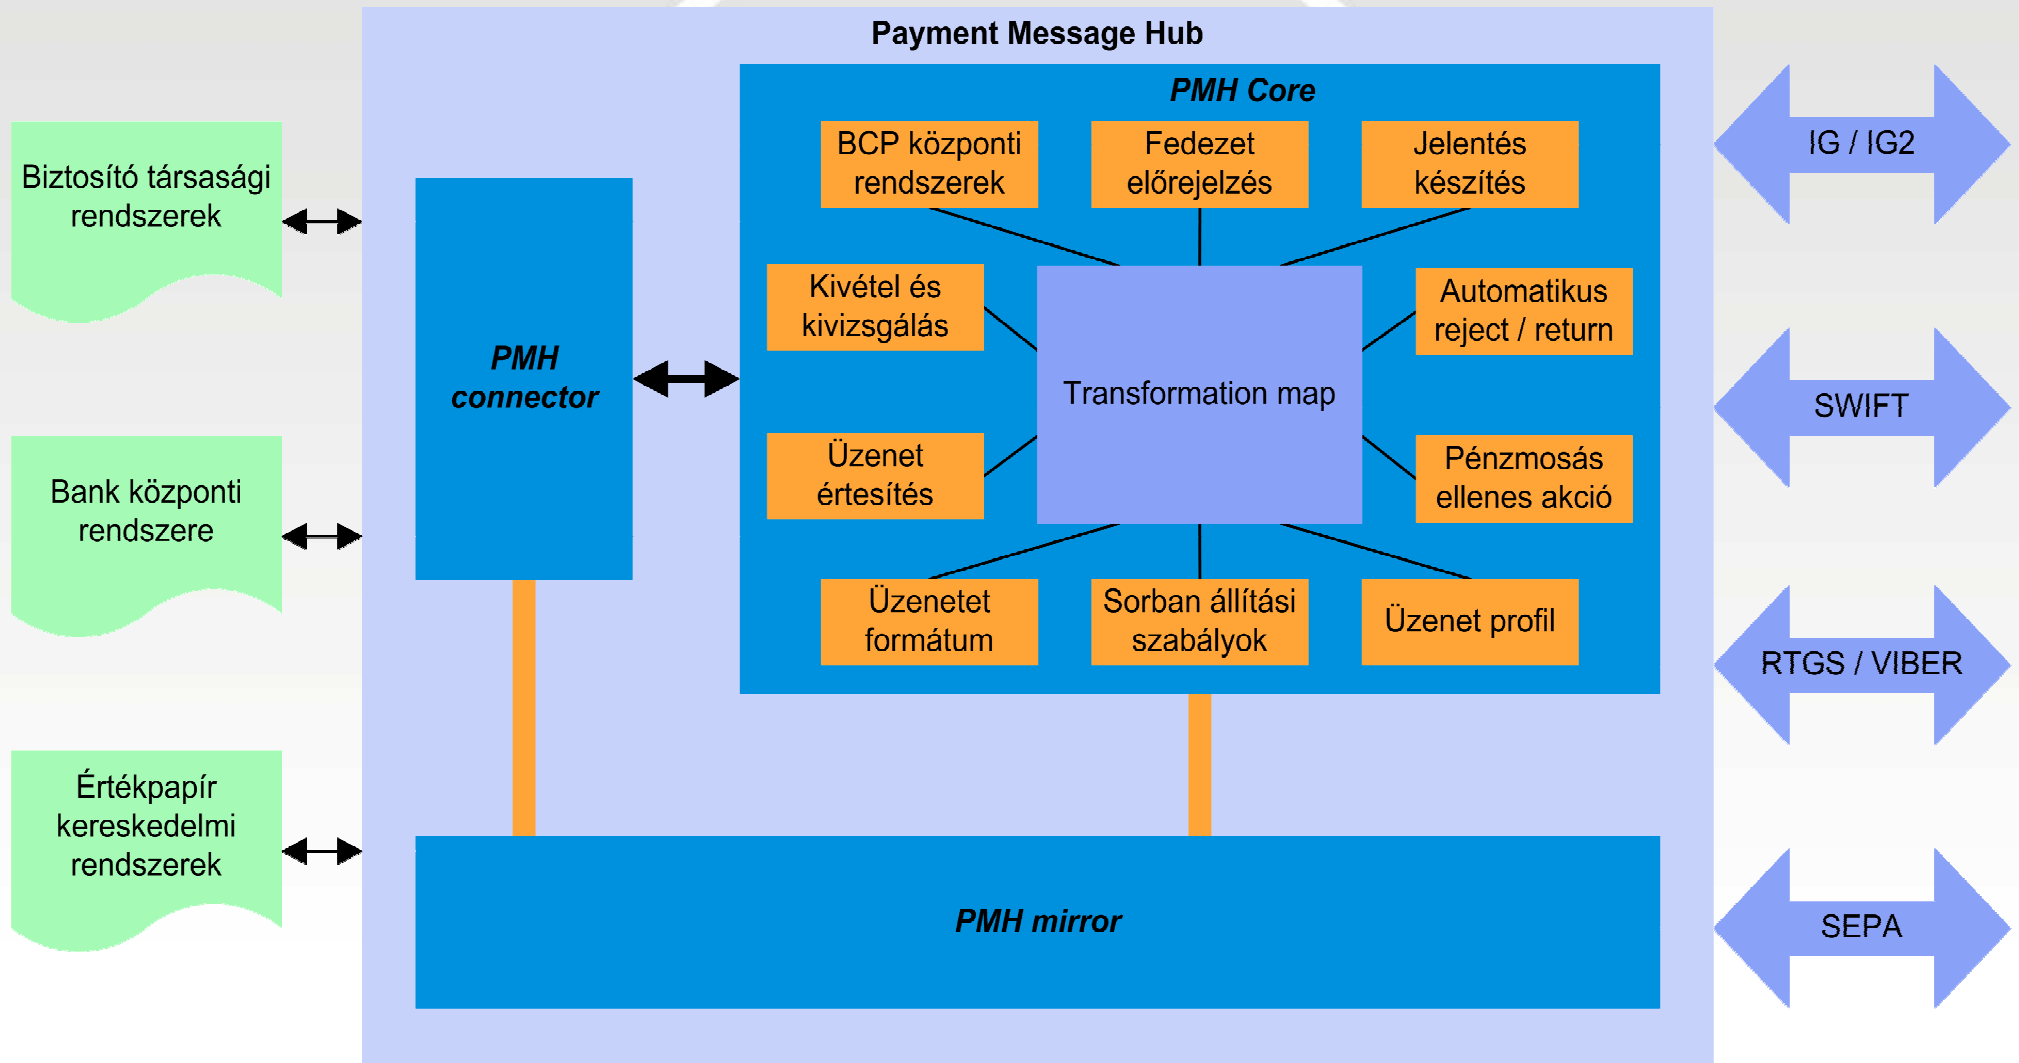 Payment Message Hub
Biztosító társasági
rendszerek
Bank központi
rendszere
Értékpapír
kereskedelmi
rendszerek
PMH
connector
PMH Core
BCP központi
rendszerek
Fedezet
előrejelzés
Jelentés
készítés
Kivétel és
kivizsgálás
Automatikus
reject / return
Transformation map
Üzenet
értesítés
Pénzmosás
ellenes akció
Üzenetet
formátum
Sorban állítási
szabályok
Üzenet profil
PMH mirror
IG / IG2
SWIFT
RTGS / VIBER
SEPA